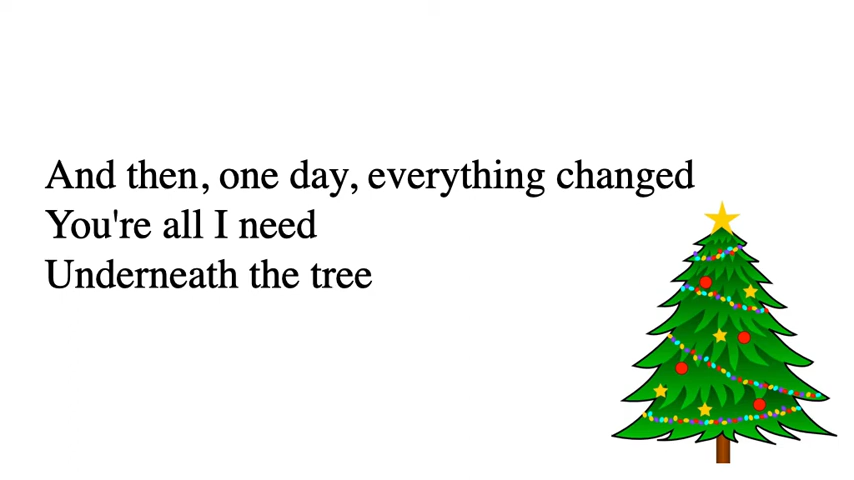 And then, one day, everything changed
You're all I need
Underneath the tree